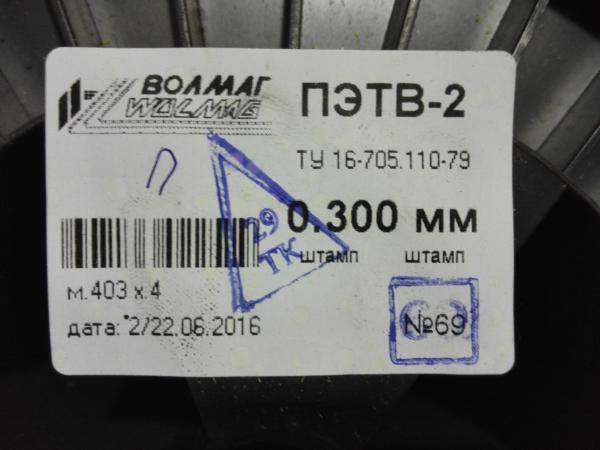 ВОЛМАГ
WOLMAG
ПЭТВ-2
ТУ 16-705.110-79
П
0.300 мм
штамп штамп
29
ТК
м.403 х.4
№69
дата: 2/22.06.2016